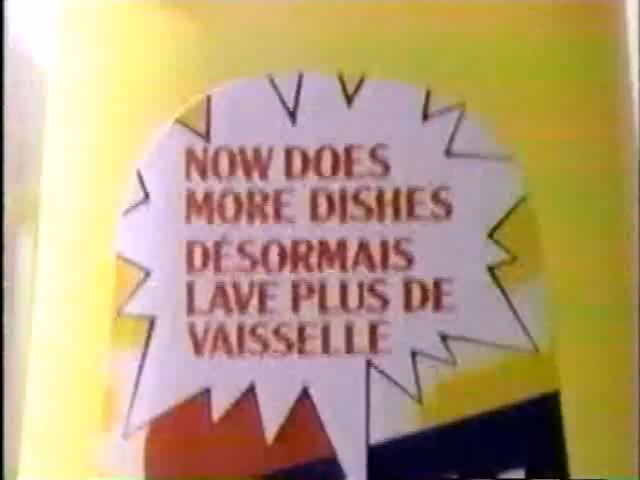 NOW DOES
MORE DISHES
DÉSORMAIS
LAVE PLUS DE
VAISSELLE